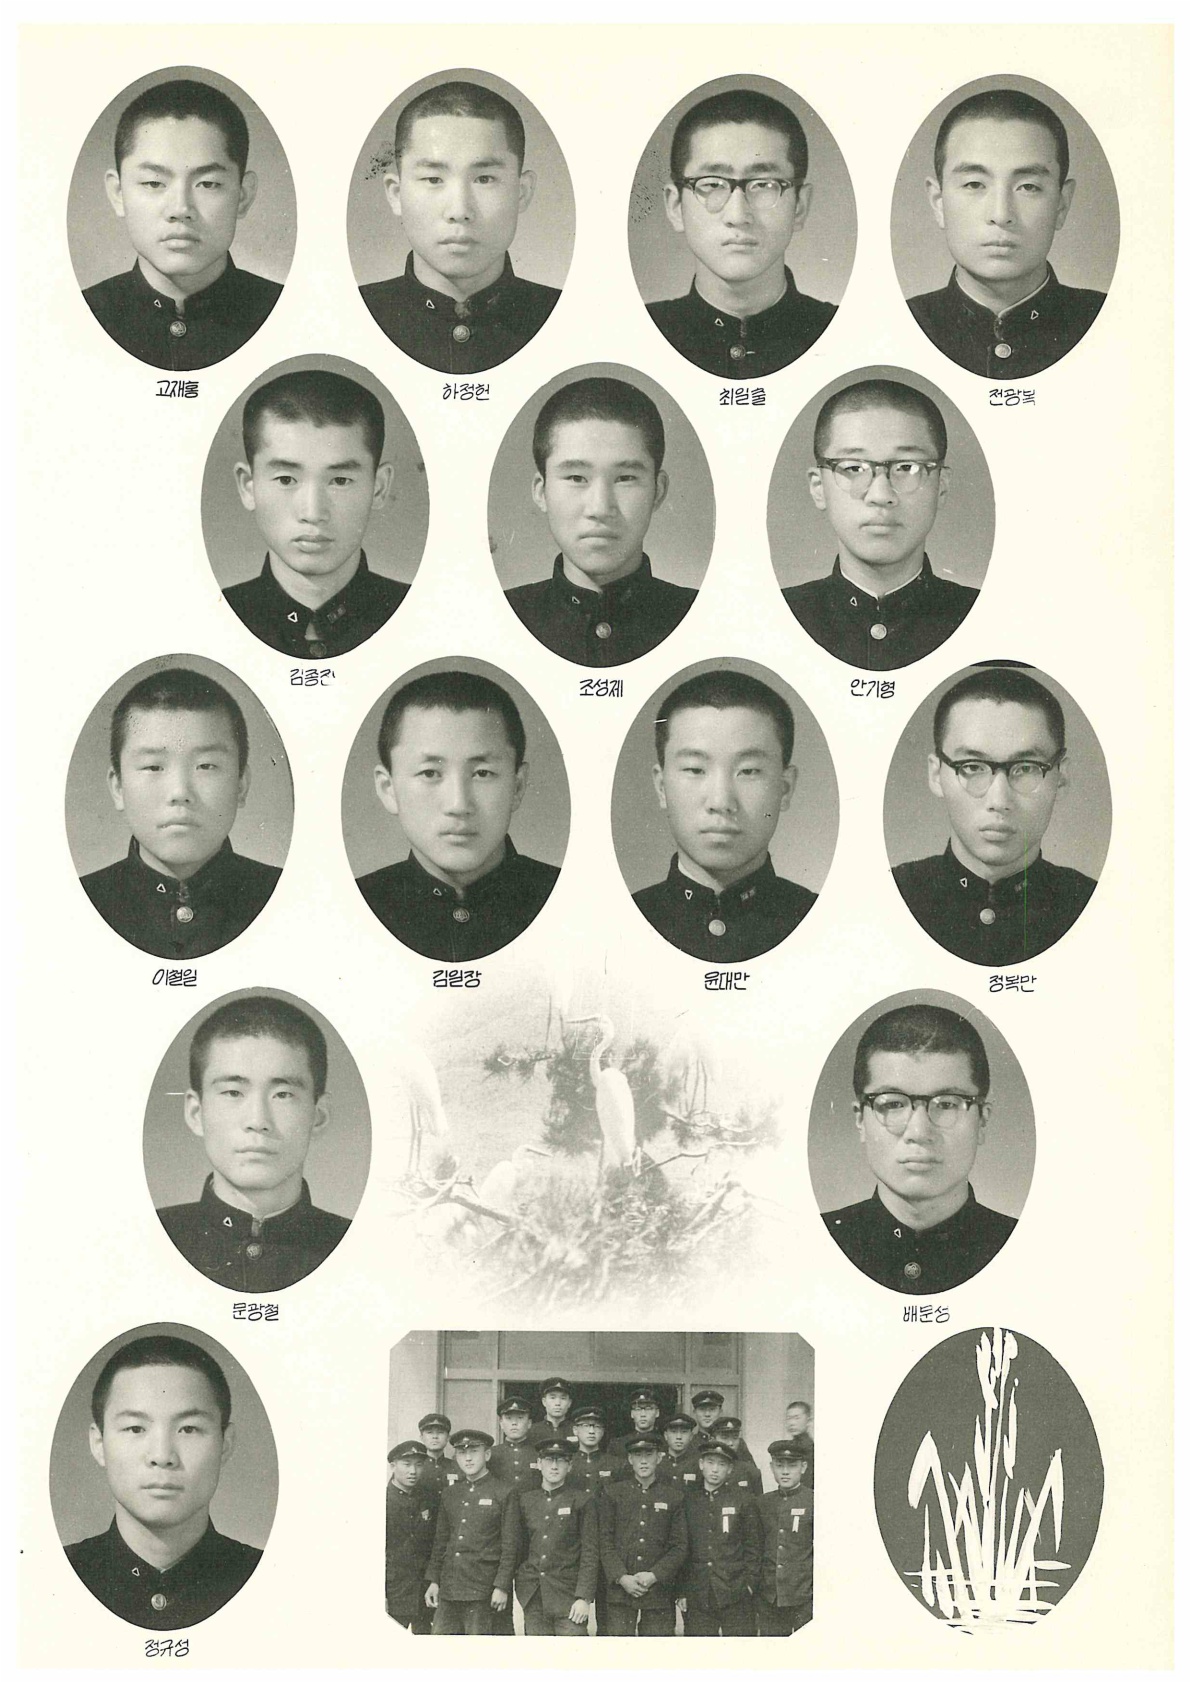 고재홍
하정헌
최일출
전광복
김종진
조성제
안기형
이철일
김일장
윤대만
정복만
문광철
배문성
정규성